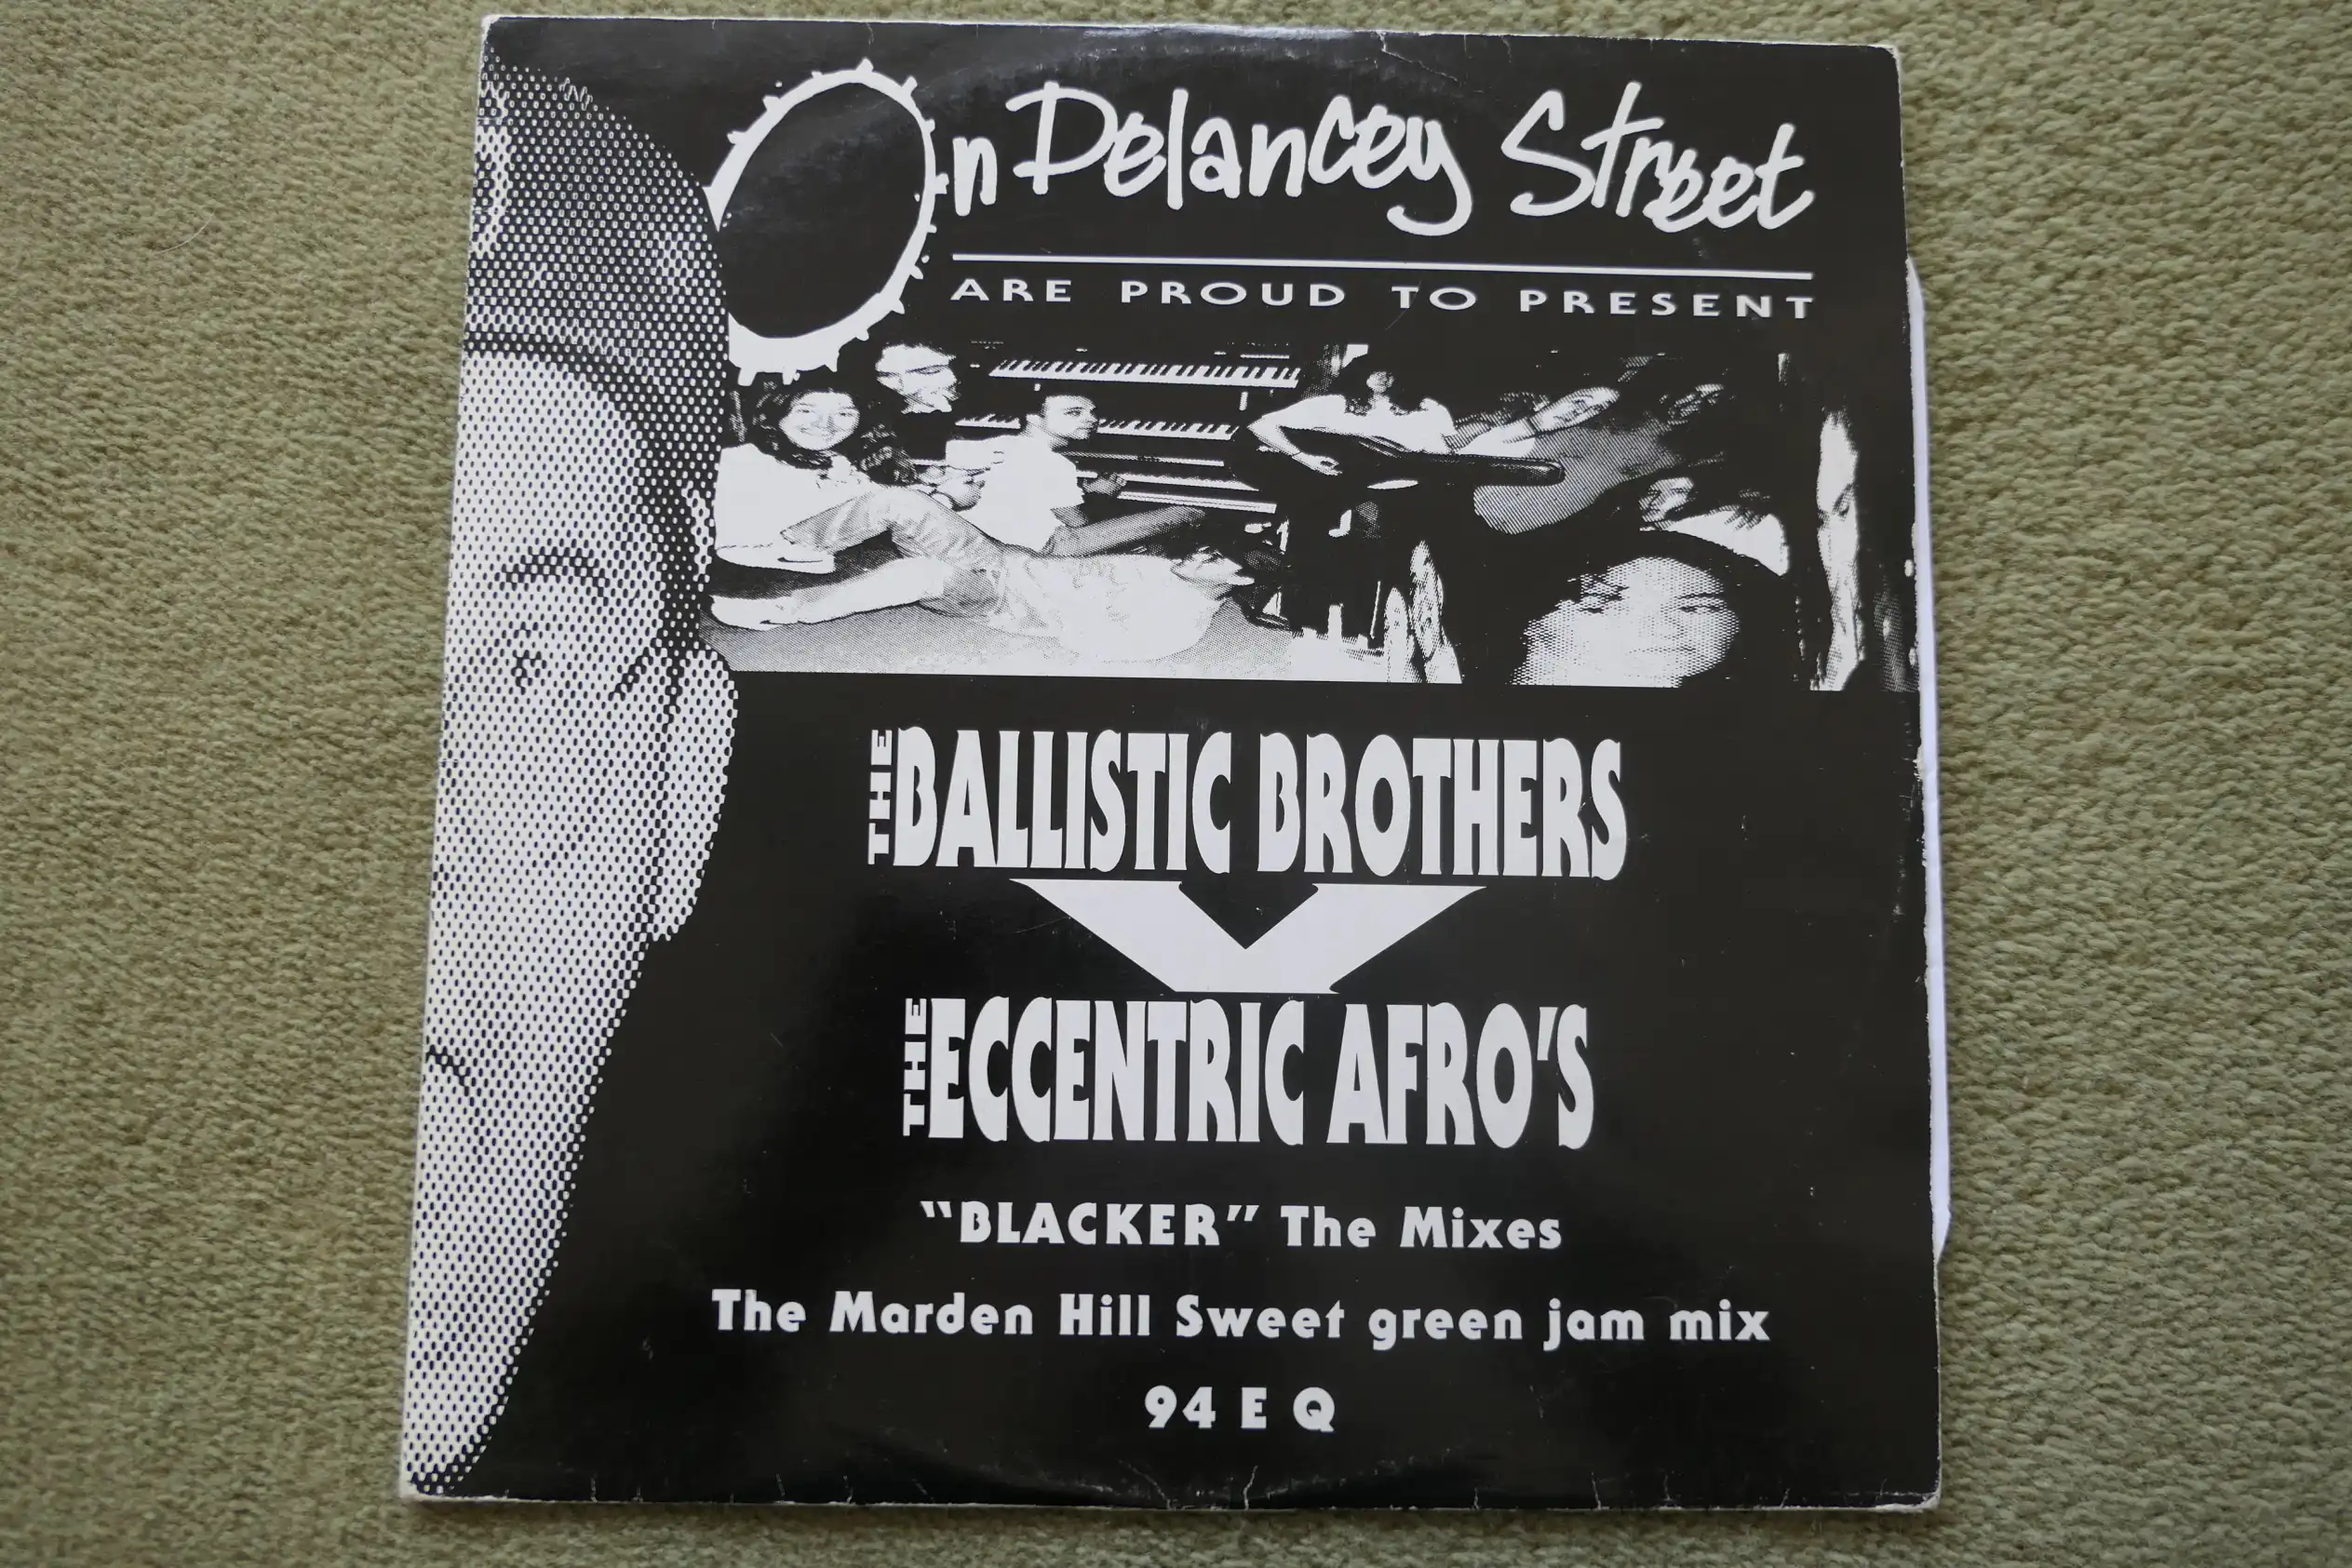 On Delancey Street
ARE PROUD TO PRESENT
THE BALLISTIC BROTHERS
V
THE ECCENTRIC AFRO'S
"BLACKER" The Mixes
The Marden Hill Sweet green jam mix
94 E Q